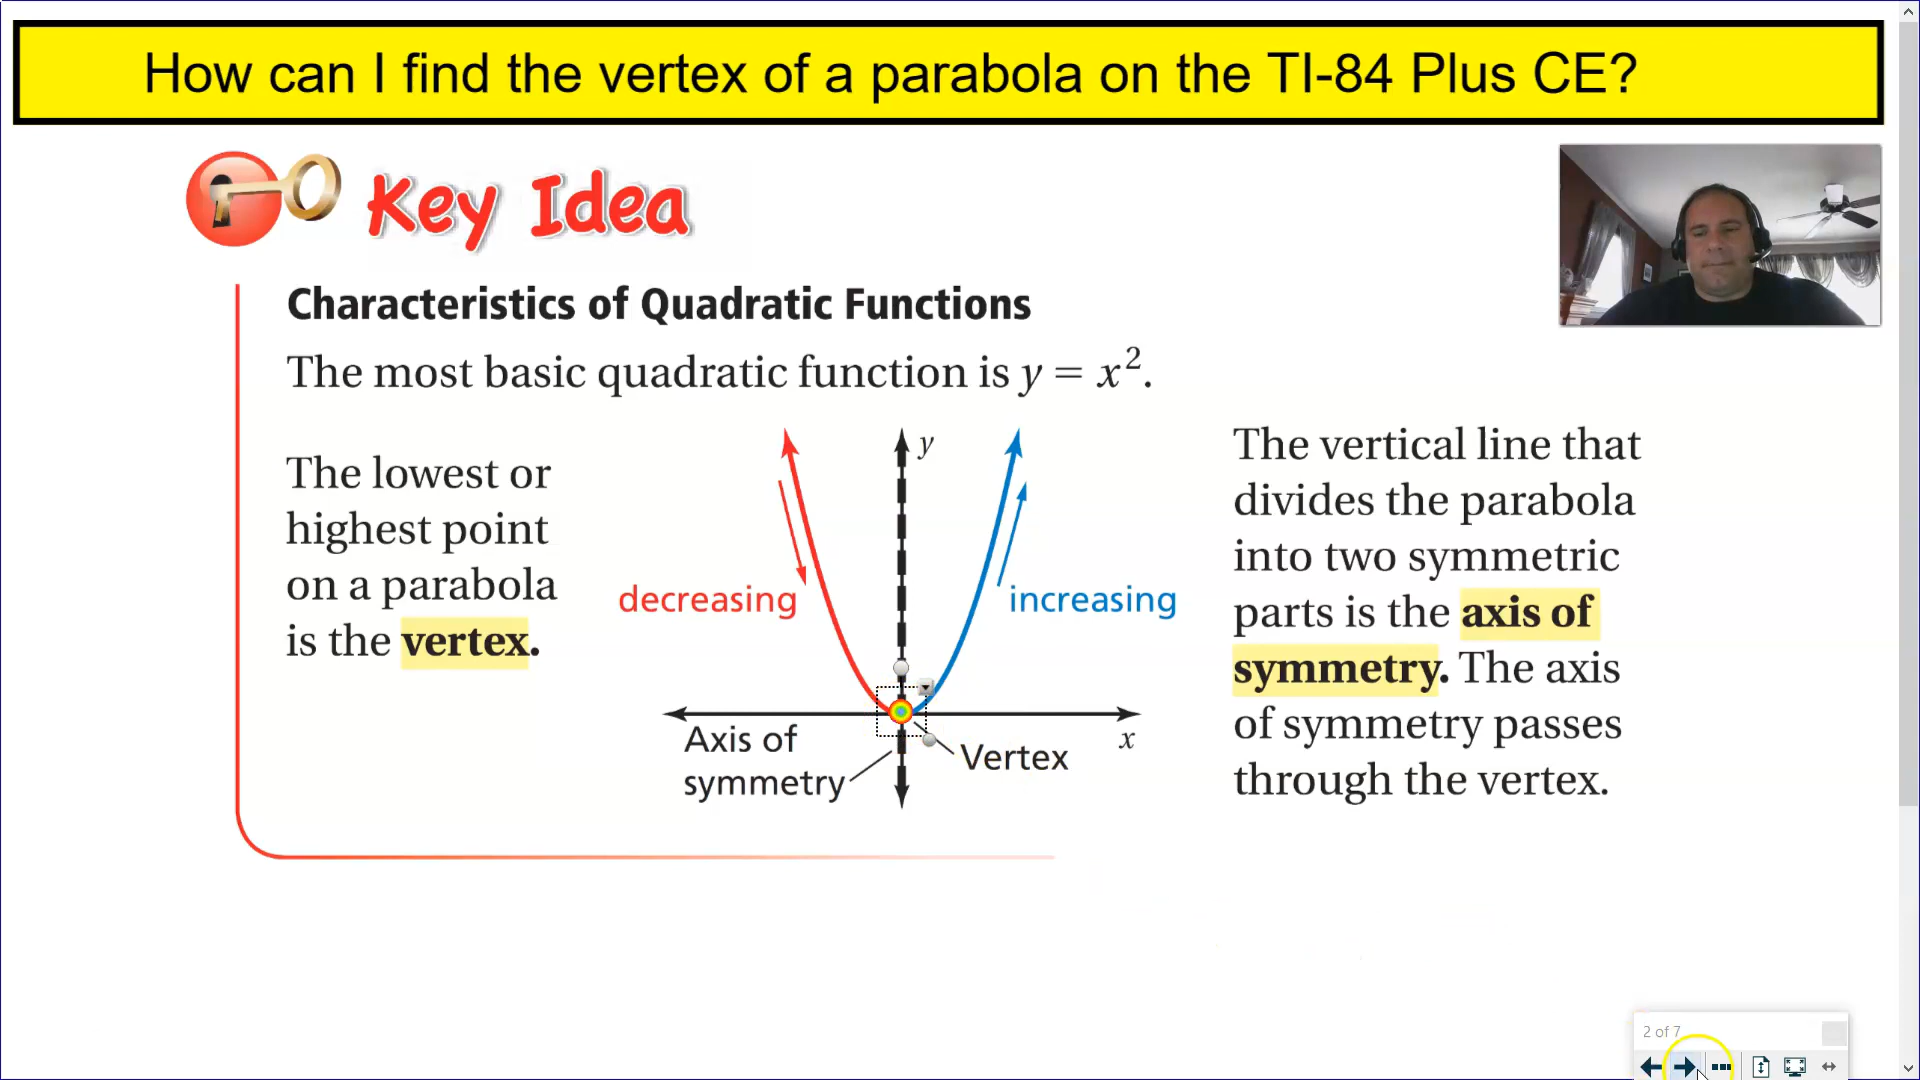 How can I find the vertex of a parabola on the TI-84 Plus CE?
Key Idea
Characteristics of Quadratic Functions
The most basic quadratic function is y = x².
The lowest or
highest point
on a parabola
is the vertex.
y
decreasing
increasing
Axis of
symmetry
Vertex
x
The vertical line that
divides the parabola
into two symmetric
parts is the axis of
symmetry. The axis
of symmetry passes
through the vertex.
2 of 7